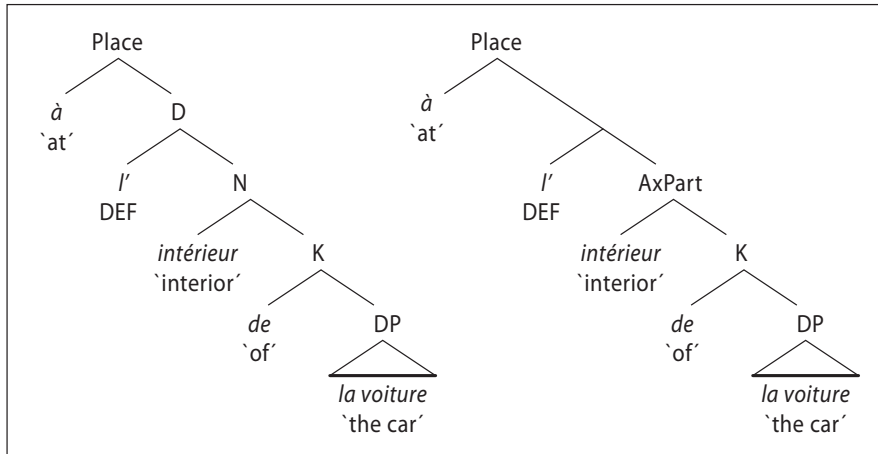 Place Place
à D à
`at´ `at´
l' N l' AxPart
DEF DEF
intérieur K intérieur K
`interior´ `interior´
de DP de DP
`of´ `of´
la voiture la voiture
`the car´ `the car´